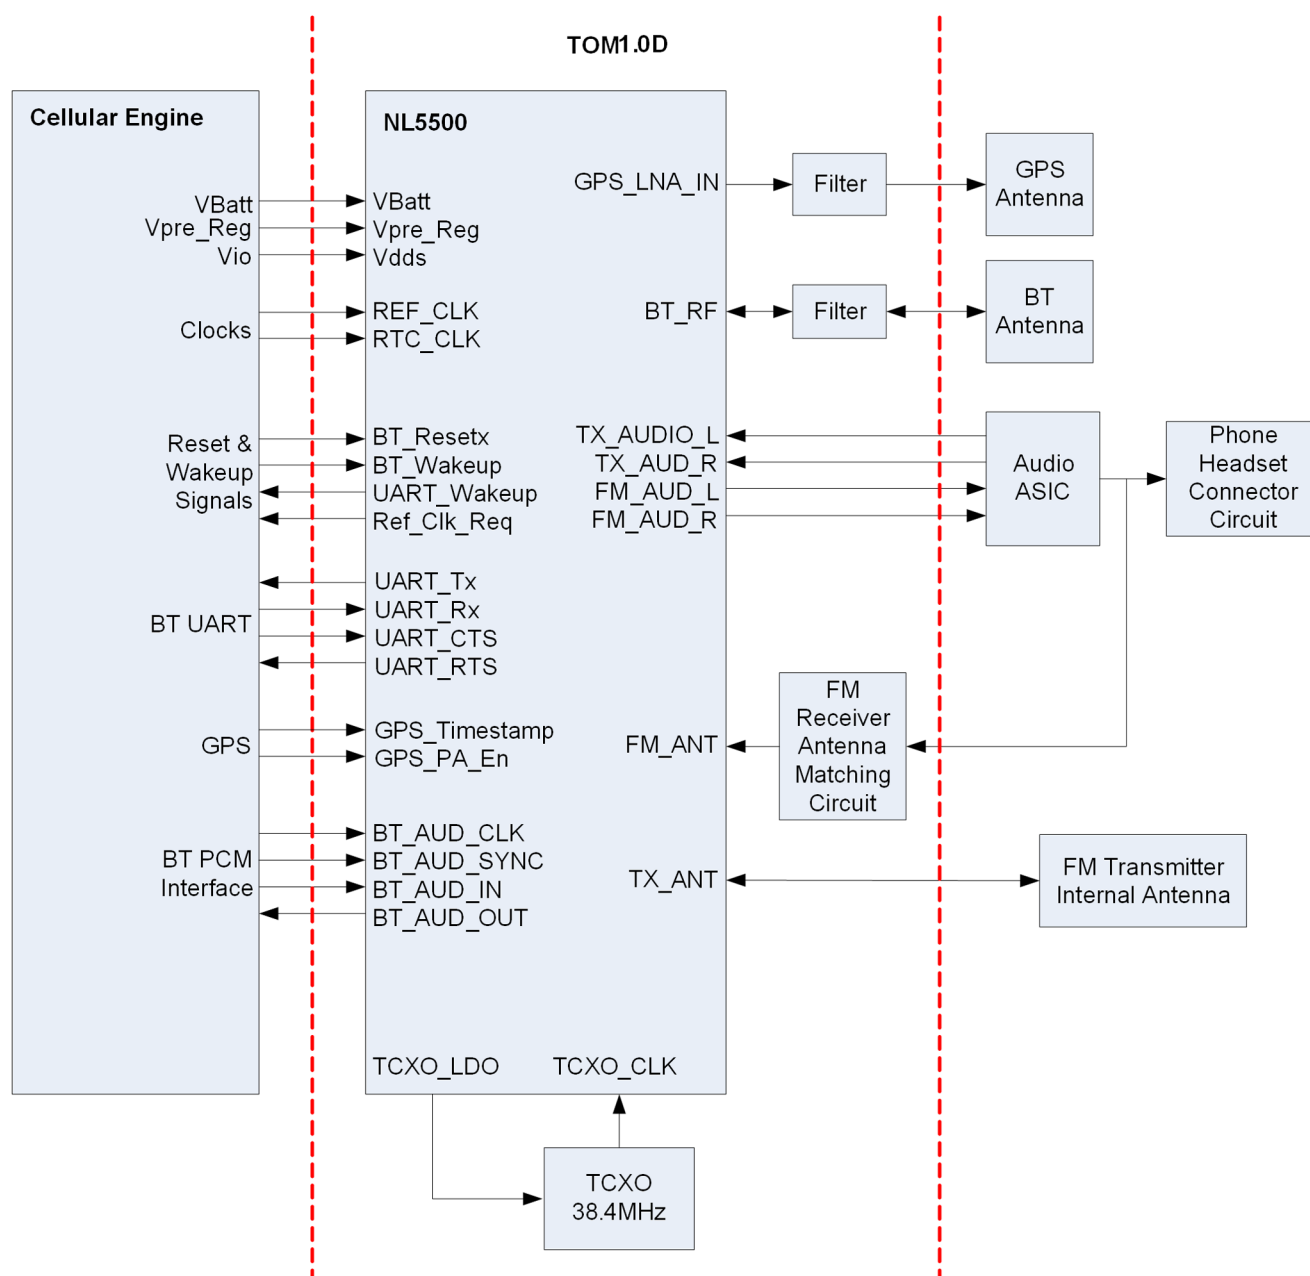 TOM1.0D
Cellular Engine
VBatt
Vpre_Reg
Vio
Clocks
Reset &
Wakeup
Signals
BT UART
GPS
BT PCM
Interface
NL5500
VBatt
Vpre_Reg
Vdds
REF_CLK
RTC_CLK
BT_Resetx
BT_Wakeup
UART_Wakeup
Ref_Clk_Req
UART_Tx
UART_Rx
UART_CTS
UART_RTS
GPS_Timestamp
GPS_PA_En
BT_AUD_CLK
BT_AUD_SYNC
BT_AUD_IN
BT_AUD_OUT
TCXO_LDO
TCXO_CLK
GPS_LNA_IN
BT_RF
TX_AUDIO_L
TX_AUD_R
FM_AUD_L
FM_AUD_R
FM_ANT
TX_ANT
Filter
GPS
Antenna
Filter
BT
Antenna
Audio
ASIC
Phone
Headset
Connector
Circuit
FM
Receiver
Antenna
Matching
Circuit
FM Transmitter
Internal Antenna
TCXO
38.4MHz